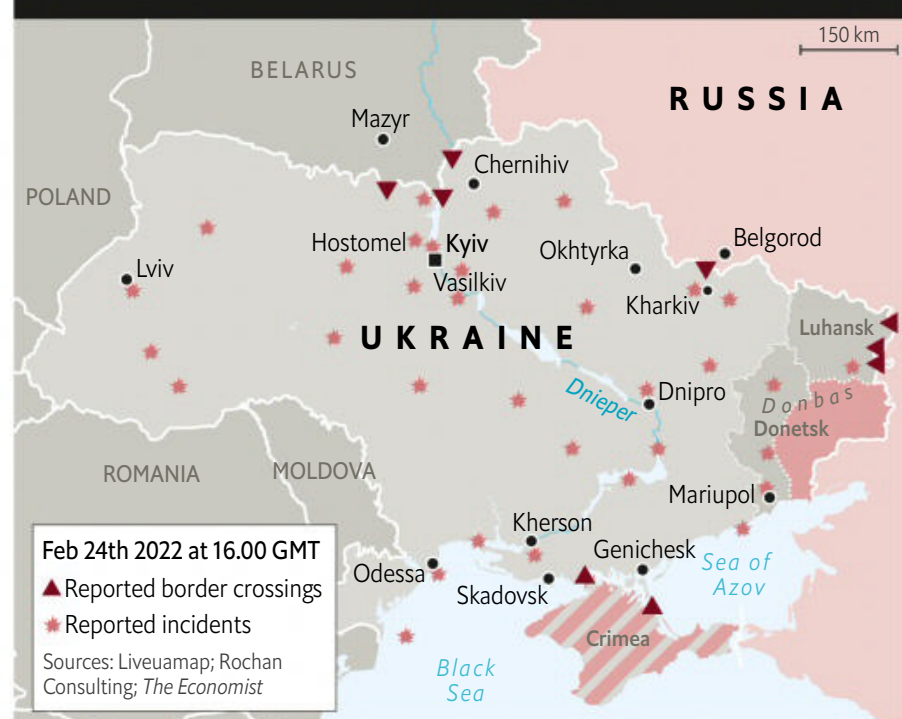 150 km
BELARUS
RUSSIA
Mazyr
Chernihiv
POLAND
Hostomel
Kyiv
Okhtyrka
Belgorod
Lviv
Vasilkiv
Kharkiv
UKRAINE
Luhansk
Dnieper
Dnipro
Donbas
Donetsk
ROMANIA
MOLDOVA
Mariupol
Kherson
Genichesk
Odessa
Skadovsk
Sea of
Azov
Crimea
Black
Sea
Feb 24th 2022 at 16.00 GMT
Reported border crossings
Reported incidents
Sources: Liveuamap; Rochan
Consulting; The Economist